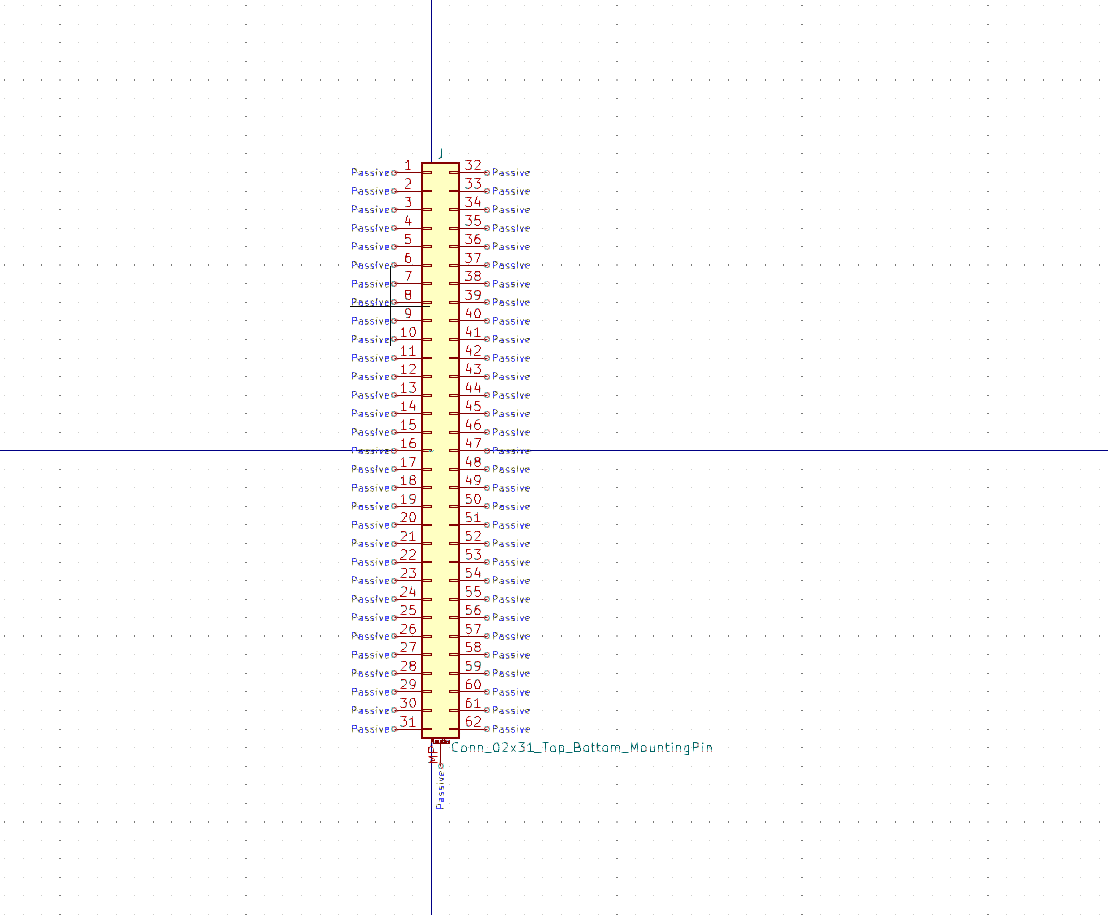 J
Passive 1 32 Passive
Passive 2 33 Passive
Passive 3 34 Passive
Passive 4 35 Passive
Passive 5 36 Passive
Passive 6 37 Passive
Passive 7 38 Passive
Passive 8 39 Passive
Passive 9 40 Passive
Passive 10 41 Passive
Passive 11 42 Passive
Passive 12 43 Passive
Passive 13 44 Passive
Passive 14 45 Passive
Passive 15 46 Passive
Passive 16 47 Passive
Passive 17 48 Passive
Passive 18 49 Passive
Passive 19 50 Passive
Passive 20 51 Passive
Passive 21 52 Passive
Passive 22 53 Passive
Passive 23 54 Passive
Passive 24 55 Passive
Passive 25 56 Passive
Passive 26 57 Passive
Passive 27 58 Passive
Passive 28 59 Passive
Passive 29 60 Passive
Passive 30 61 Passive
Passive 31 62 Passive
MP
Conn_02x31_Top_Bottom_MountingPin
Passive